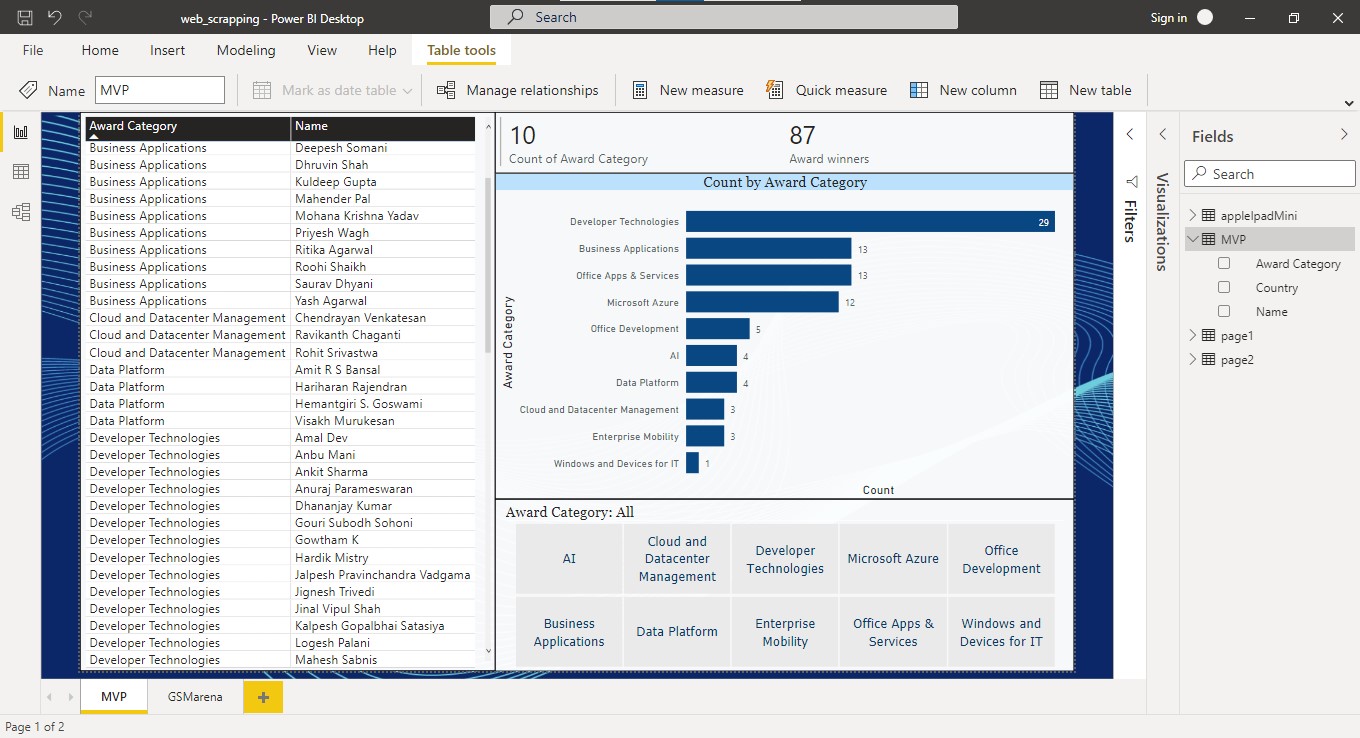 web_scrapping - Power BI Desktop
Search
Sign in
File Home Insert Modeling View Help Table tools
Name MVP Mark as date table Manage relationships New measure Quick measure New column New table
Award Category Name
Business Applications Deepesh Somani
Business Applications Dhruvin Shah
Business Applications Kuldeep Gupta
Business Applications Mahender Pal
Business Applications Mohana Krishna Yadav
Business Applications Priyesh Wagh
Business Applications Ritika Agarwal
Business Applications Roohi Shaikh
Business Applications Saurav Dhyani
Business Applications Yash Agarwal
Cloud and Datacenter Management Chendrayan Venkatesan
Cloud and Datacenter Management Ravikanth Chaganti
Cloud and Datacenter Management Rohit Srivastwa
Data Platform Amit R S Bansal
Data Platform Hariharan Rajendran
Data Platform Hemantgiri S. Goswami
Data Platform Visakh Murukesan
Developer Technologies Amal Dev
Developer Technologies Anbu Mani
Developer Technologies Ankit Sharma
Developer Technologies Anuraj Parameswaran
Developer Technologies Dhananjay Kumar
Developer Technologies Gouri Subodh Sohoni
Developer Technologies Gowtham K
Developer Technologies Hardik Mistry
Developer Technologies Jalpesh Pravinchandra Vadgama
Developer Technologies Jignesh Trivedi
Developer Technologies Jinal Vipul Shah
Developer Technologies Kalpesh Gopalbhai Satasiya
Developer Technologies Logesh Palani
Developer Technologies Mahesh Sabnis
10
Count of Award Category
87
Award winners
Count by Award Category
Award Category
Developer Technologies 29
Business Applications 13
Office Apps & Services 13
Microsoft Azure 12
Office Development 5
AI 4
Data Platform 4
Cloud and Datacenter Management 3
Enterprise Mobility 3
Windows and Devices for IT 1
Count
Award Category: All
AI
Cloud and
Datacenter
Management
Developer
Technologies
Microsoft Azure
Office
Development
Business
Applications
Data Platform
Enterprise
Mobility
Office Apps &
Services
Windows and
Devices for IT
Filters
Visualizations
Fields
Search
appleIpadMini
MVP
Award Category
Country
Name
page1
page2
MVP GSMarena
Page 1 of 2